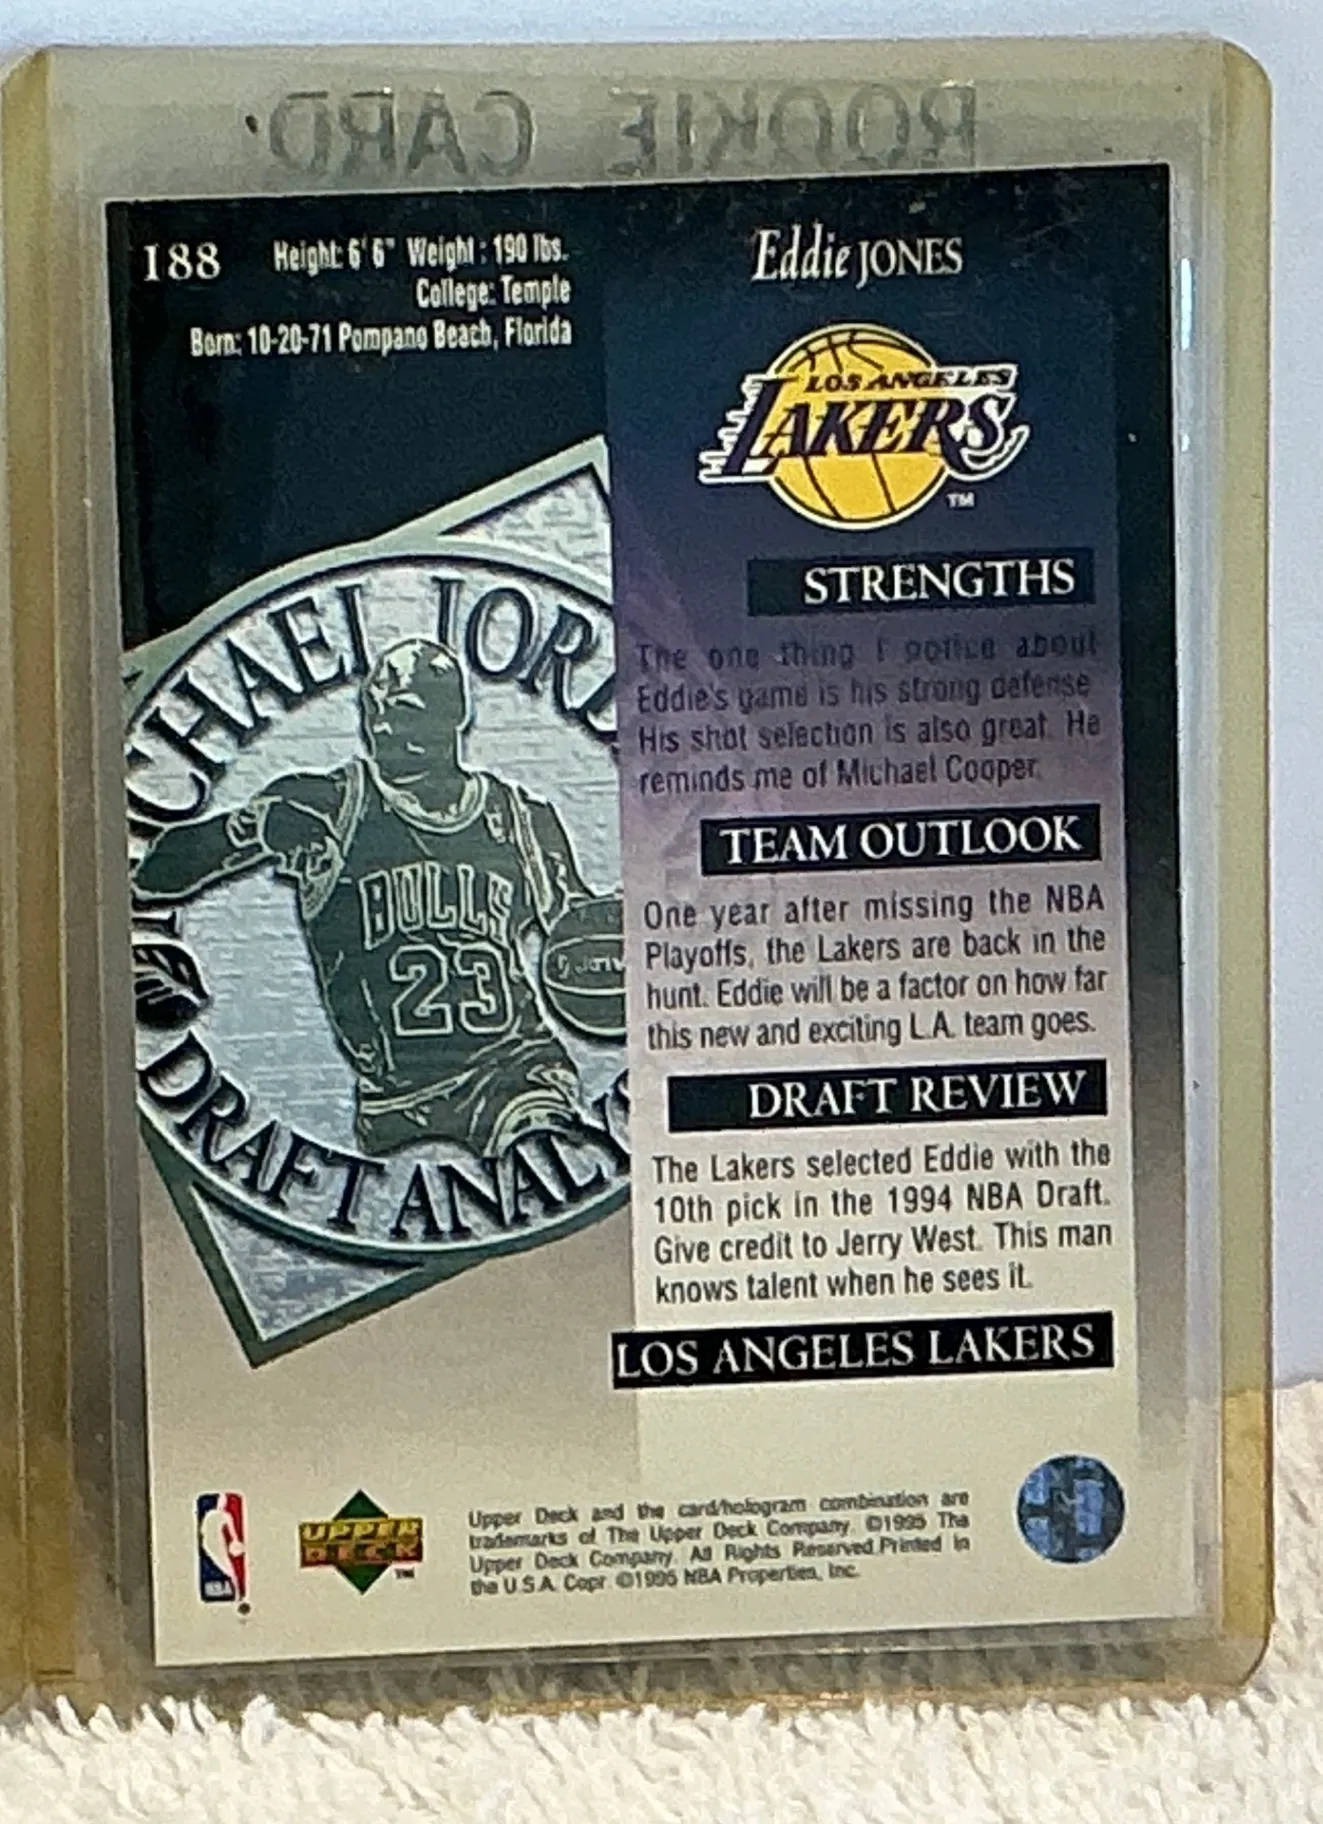 ROOKIE CARD
188
Height: 6' 6" Weight : 190 lbs.
College: Temple
Born: 10-20-71 Pompano Beach, Florida
Eddie JONES
LOS ANGELES
LAKERS
TM
STRENGTHS
The one thing I notice about
Eddie's game is his strong defense
His shot selection is also great. He
reminds me of Michael Cooper.
TEAM OUTLOOK
One year after missing the NBA
Playoffs, the Lakers are back in the
hunt. Eddie will be a factor on how far
this new and exciting L.A. team goes.
DRAFT REVIEW
The Lakers selected Eddie with the
10th pick in the 1994 NBA Draft.
Give credit to Jerry West. This man
knows talent when he sees it.
LOS ANGELES LAKERS
CHAEL JOR
BULLS
23
DRAFT ANALY
NBA
UPPER
DECK
TM
Upper Deck and the card/hologram combination are
trademarks of The Upper Deck Company. ©1995 The
Upper Deck Company. All Rights Reserved.Printed in
the U.S.A. Copr. ©1995 NBA Properties, Inc.